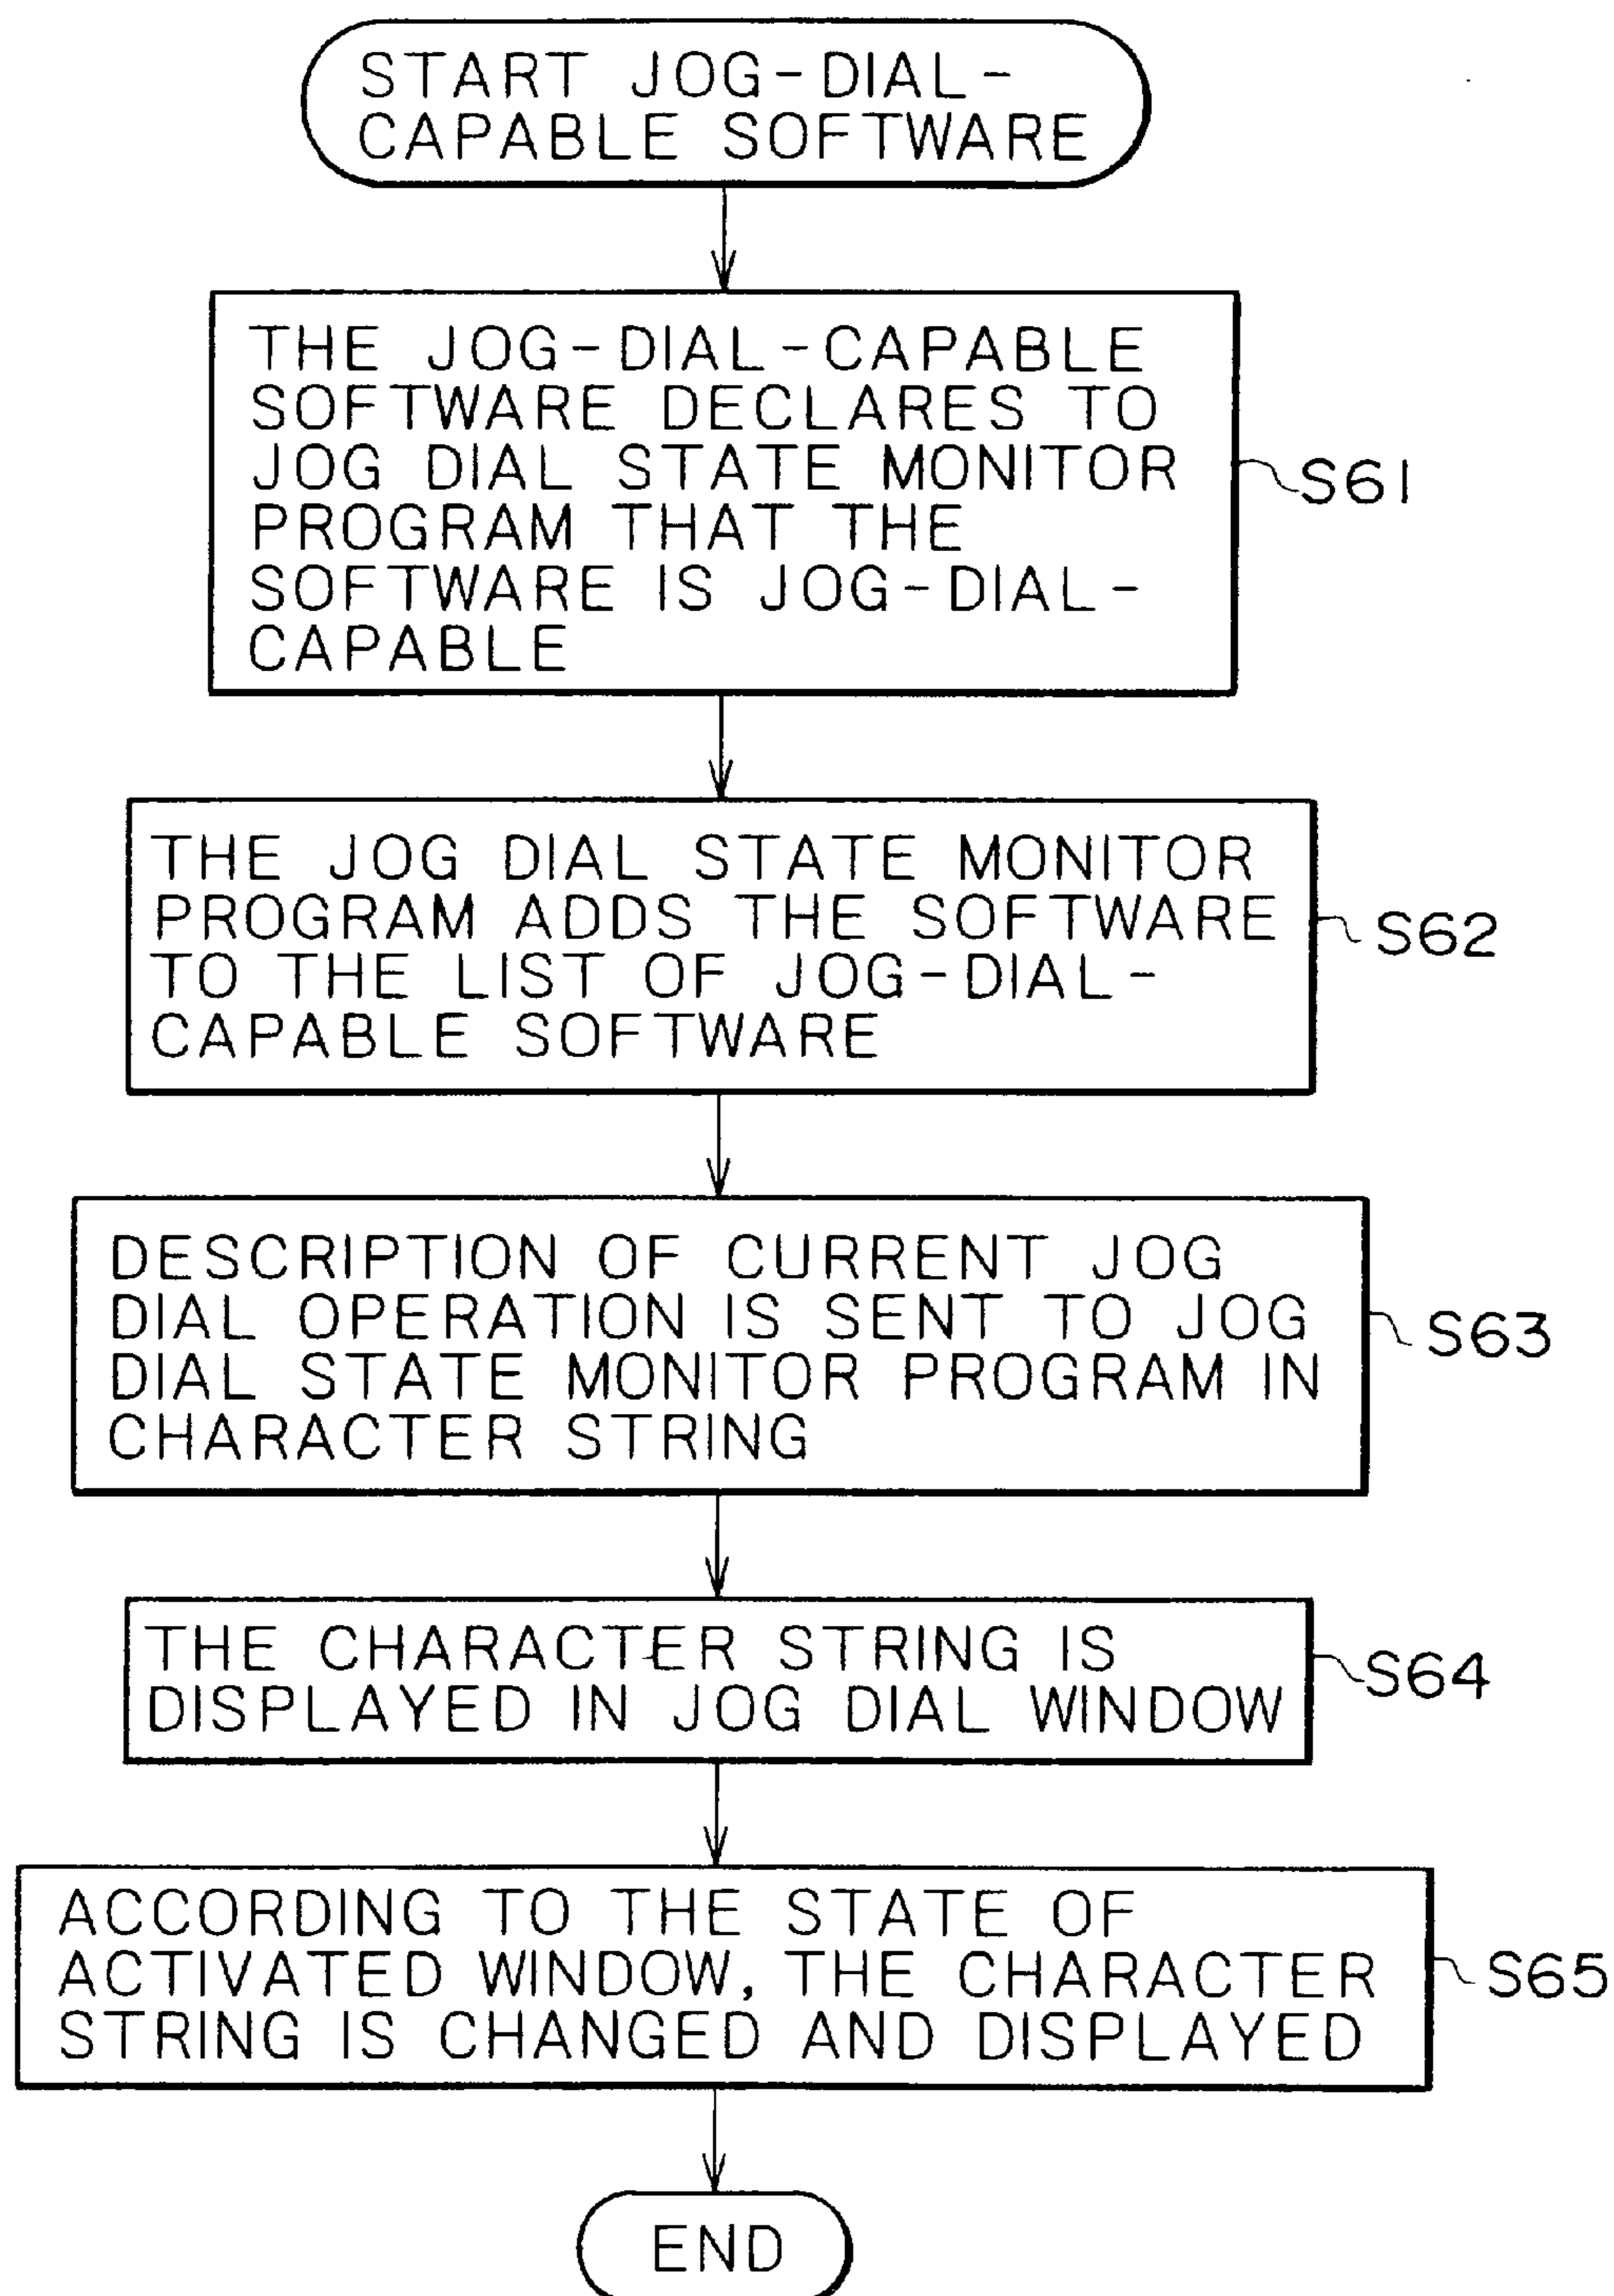 START JOG-DIAL-
CAPABLE SOFTWARE
THE JOG-DIAL-CAPABLE
SOFTWARE DECLARES TO
JOG DIAL STATE MONITOR
PROGRAM THAT THE
SOFTWARE IS JOG-DIAL-
CAPABLE
S61
THE JOG DIAL STATE MONITOR
PROGRAM ADDS THE SOFTWARE
TO THE LIST OF JOG-DIAL-
CAPABLE SOFTWARE
S62
DESCRIPTION OF CURRENT JOG
DIAL OPERATION IS SENT TO JOG
DIAL STATE MONITOR PROGRAM IN
CHARACTER STRING
S63
THE CHARACTER STRING IS
DISPLAYED IN JOG DIAL WINDOW
S64
ACCORDING TO THE STATE OF
ACTIVATED WINDOW, THE CHARACTER
STRING IS CHANGED AND DISPLAYED
S65
END